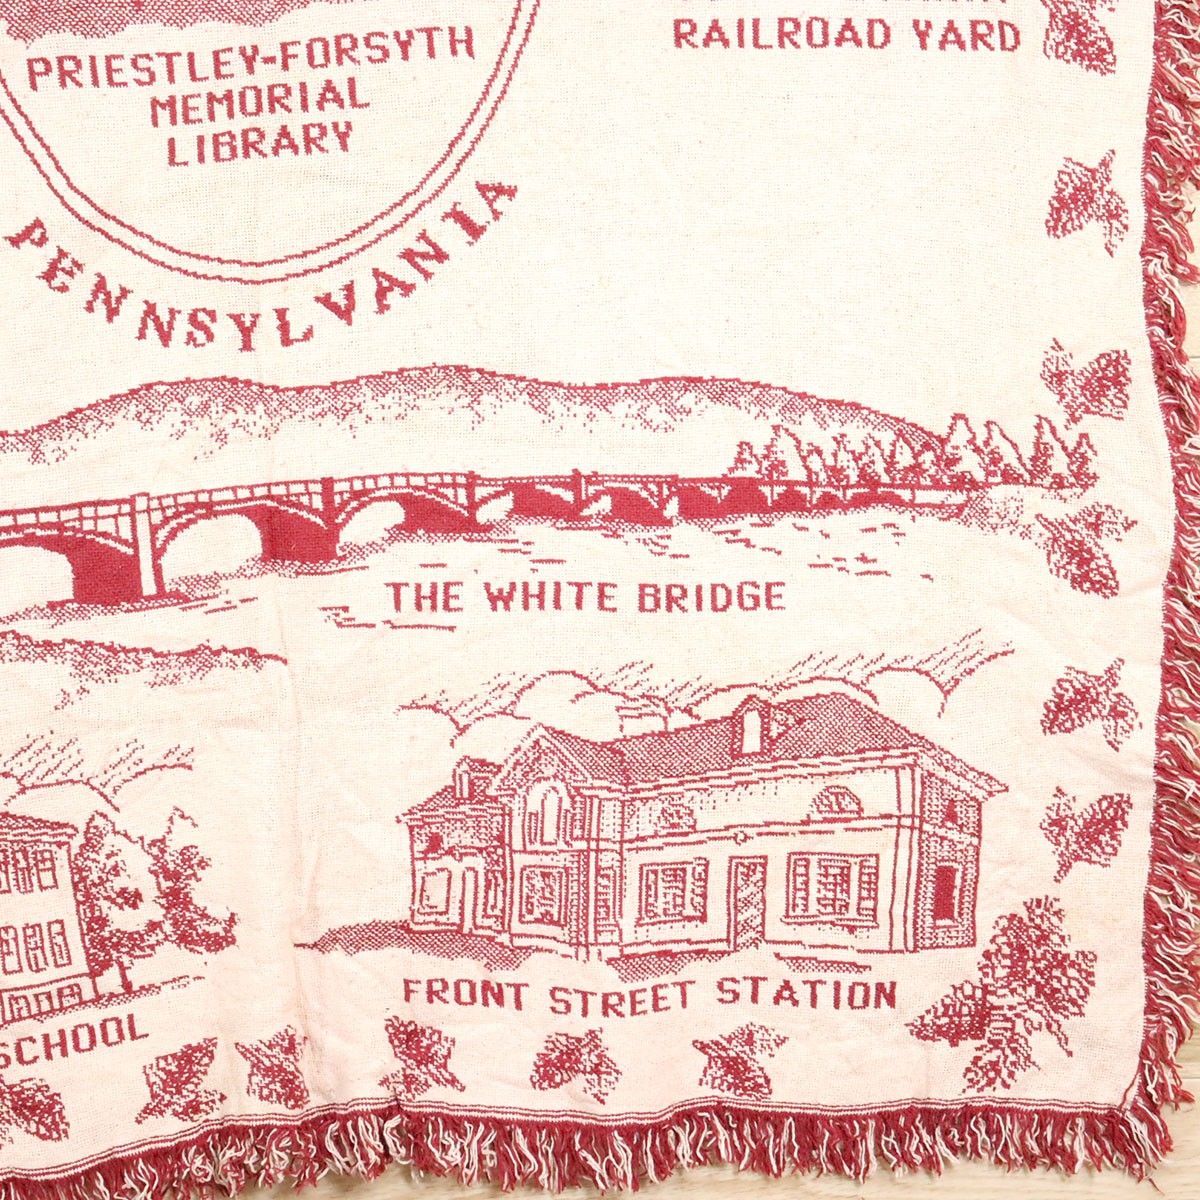 RAILROAD YARD
PRIESTLEY-FORSYTH
MEMORIAL
LIBRARY
PENNSYLVANIA
THE WHITE BRIDGE
FRONT STREET STATION
SCHOOL